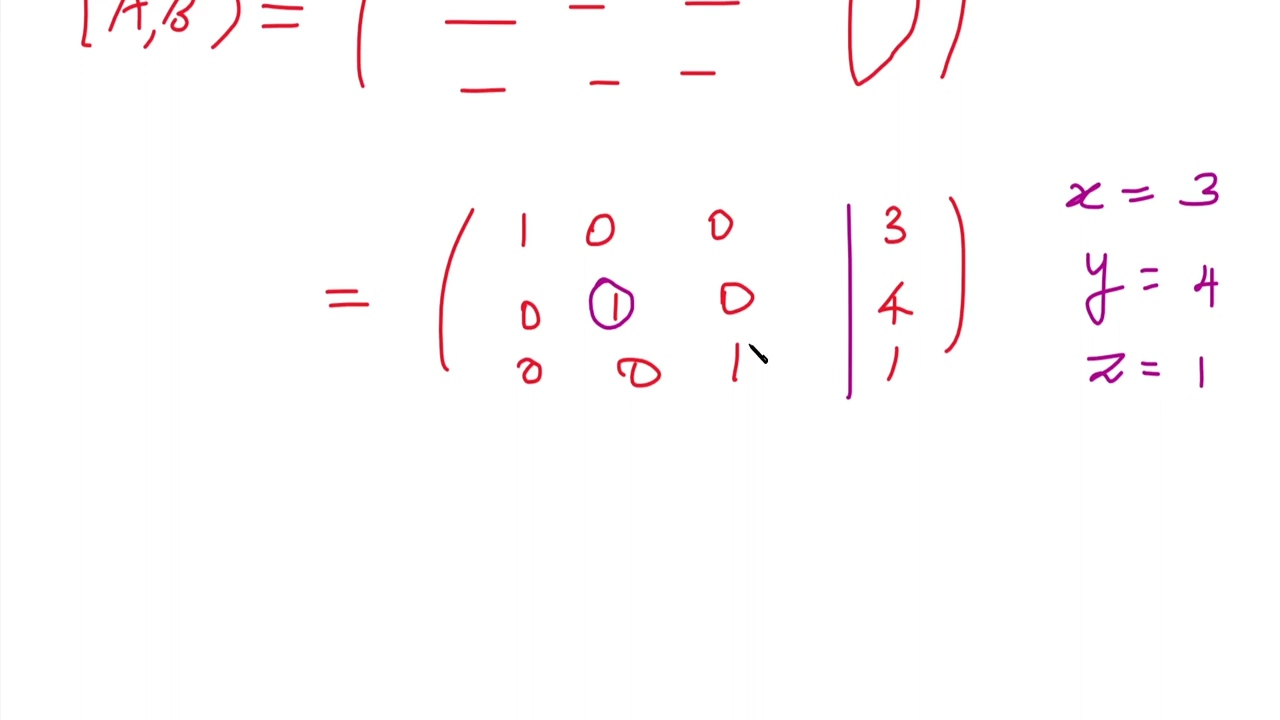 [A,B) = ( — — — )
— — —
= ( 1 0 0 | 3 ) x = 3
0 1 0 | 4 y = 4
0 0 1 | 1 z = 1